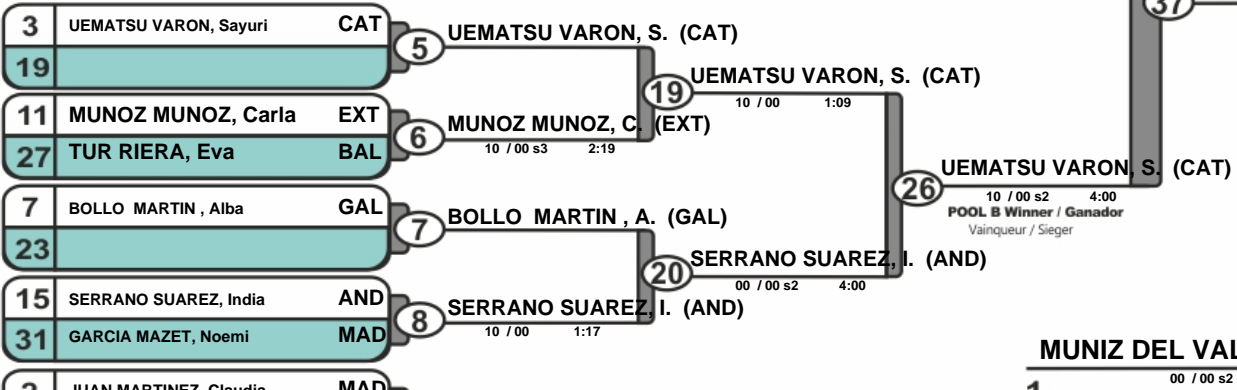 3 UEMATSU VARON, Sayuri CAT
19
5 UEMATSU VARON, S. (CAT)
11 MUNOZ MUNOZ, Carla EXT
27 TUR RIERA, Eva BAL
6 MUNOZ MUNOZ, C. (EXT)
10 / 00 s3 2:19
19 UEMATSU VARON, S. (CAT)
10 / 00 1:09
7 BOLLO MARTIN , Alba GAL
23
7 BOLLO MARTIN , A. (GAL)
15 SERRANO SUAREZ, India AND
31 GARCIA MAZET, Noemi MAD
8 SERRANO SUAREZ, I. (AND)
10 / 00 1:17
20 SERRANO SUAREZ, I. (AND)
00 / 00 s2 4:00
26 UEMATSU VARON, S. (CAT)
10 / 00 s2 4:00
POOL B Winner / Ganador
Vainqueur / Sieger
37
MUNIZ DEL VAL
00 / 00 s2
JUAN MARTINEZ, Claudia MAD